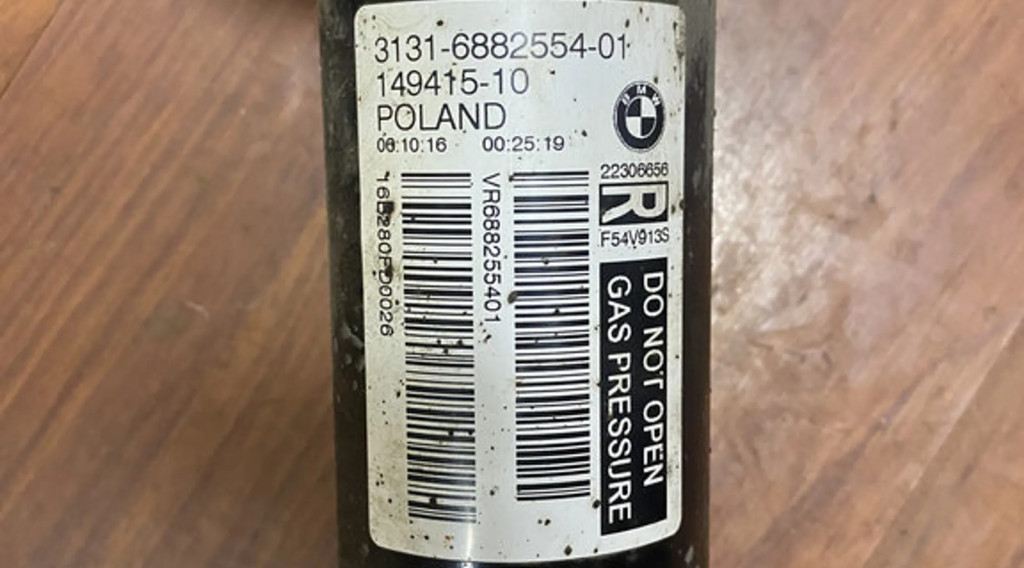 3131-6882554-01
149415-10
POLAND
06:10:16 00:25:19
BMW
22306656
R
F54V913S
VR688255401
DO NOT OPEN
GAS PRESSURE